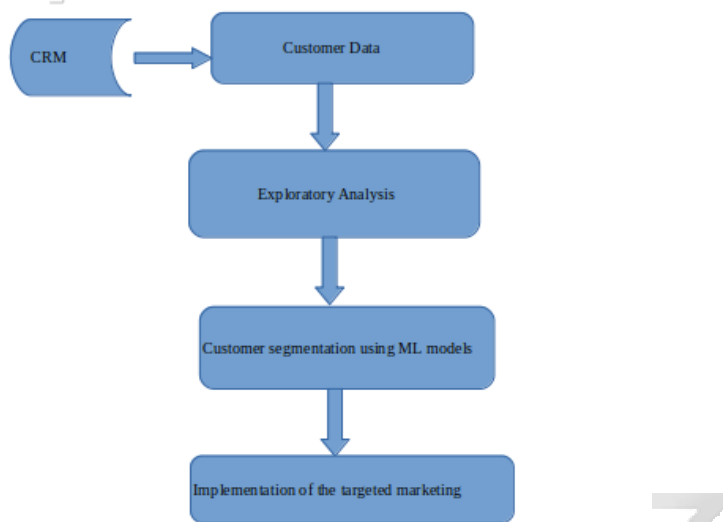 CRM
Customer Data
Exploratory Analysis
Customer segmentation using ML models
Implementation of the targeted marketing